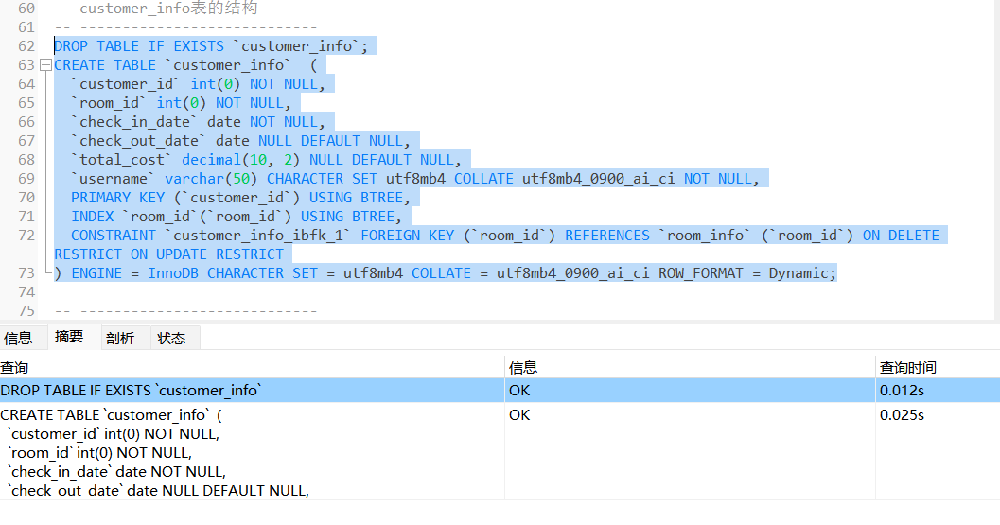 60 -- customer_info表的结构
61 -- ----------------------------
62 DROP TABLE IF EXISTS `customer_info`;
63 CREATE TABLE `customer_info`  (
64   `customer_id` int(0) NOT NULL,
65   `room_id` int(0) NOT NULL,
66   `check_in_date` date NOT NULL,
67   `check_out_date` date NULL DEFAULT NULL,
68   `total_cost` decimal(10, 2) NULL DEFAULT NULL,
69   `username` varchar(50) CHARACTER SET utf8mb4 COLLATE utf8mb4_0900_ai_ci NOT NULL,
70   PRIMARY KEY (`customer_id`) USING BTREE,
71   INDEX `room_id`(`room_id`) USING BTREE,
72   CONSTRAINT `customer_info_ibfk_1` FOREIGN KEY (`room_id`) REFERENCES `room_info` (`room_id`) ON DELETE
RESTRICT ON UPDATE RESTRICT
73 ) ENGINE = InnoDB CHARACTER SET = utf8mb4 COLLATE = utf8mb4_0900_ai_ci ROW_FORMAT = Dynamic;
74
75 -- ----------------------------
信息 摘要 剖析 状态
查询 信息 查询时间
DROP TABLE IF EXISTS `customer_info` OK 0.012s
CREATE TABLE `customer_info`  ( OK 0.025s
`customer_id` int(0) NOT NULL,
`room_id` int(0) NOT NULL,
`check_in_date` date NOT NULL,
`check_out_date` date NULL DEFAULT NULL,